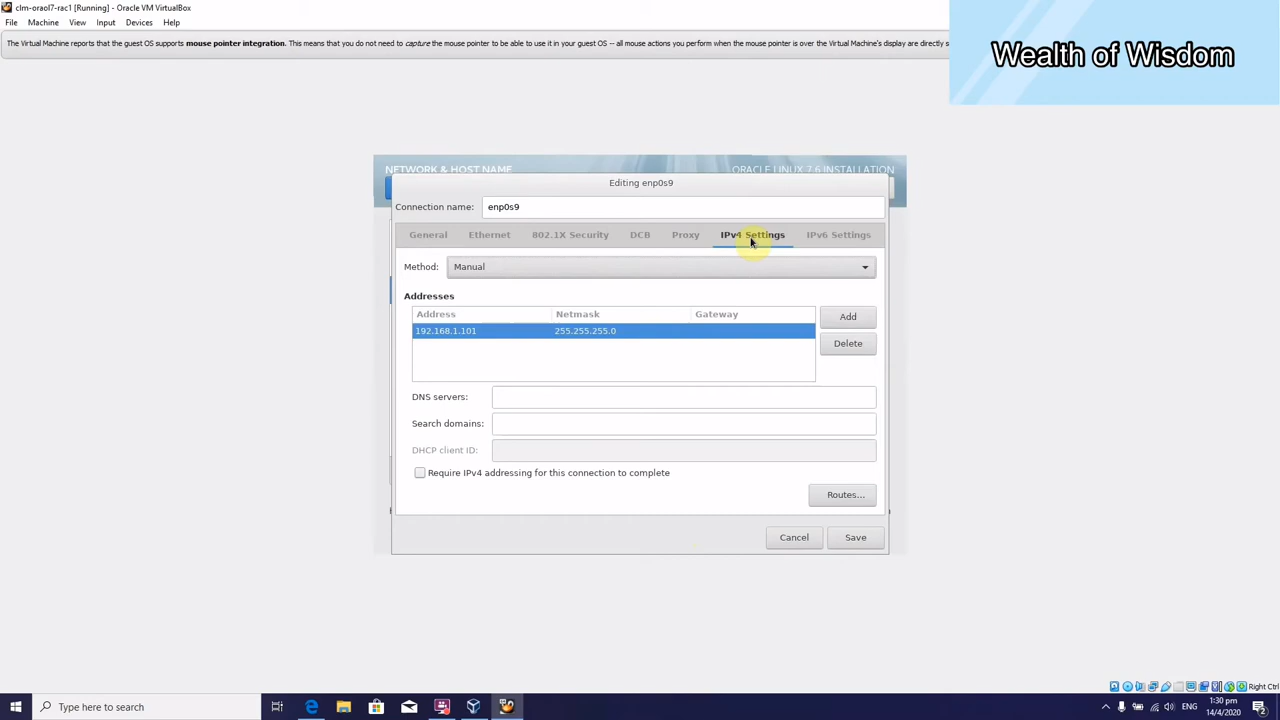 clm-oraol7-rac1 [Running] - Oracle VM VirtualBox
File Machine View Input Devices Help
The Virtual Machine reports that the guest OS supports mouse pointer integration. This means that you do not need to capture the mouse pointer to be able to use it in your guest OS -- all mouse actions you perform when the mouse pointer is over the Virtual Machine's display are directly s
Wealth of Wisdom
NETWORK & HOST NAME
ORACLE LINUX 7.6 INSTALLATION
Editing enp0s9
Connection name: enp0s9
General Ethernet 802.1X Security DCB Proxy IPv4 Settings IPv6 Settings
Method: Manual
Addresses
Address Netmask Gateway
192.168.1.101 255.255.255.0
Add
Delete
DNS servers:
Search domains:
DHCP client ID:
Require IPv4 addressing for this connection to complete
Routes...
Cancel Save
Right Ctrl
Type here to search
1:30 pm
14/4/2020
2